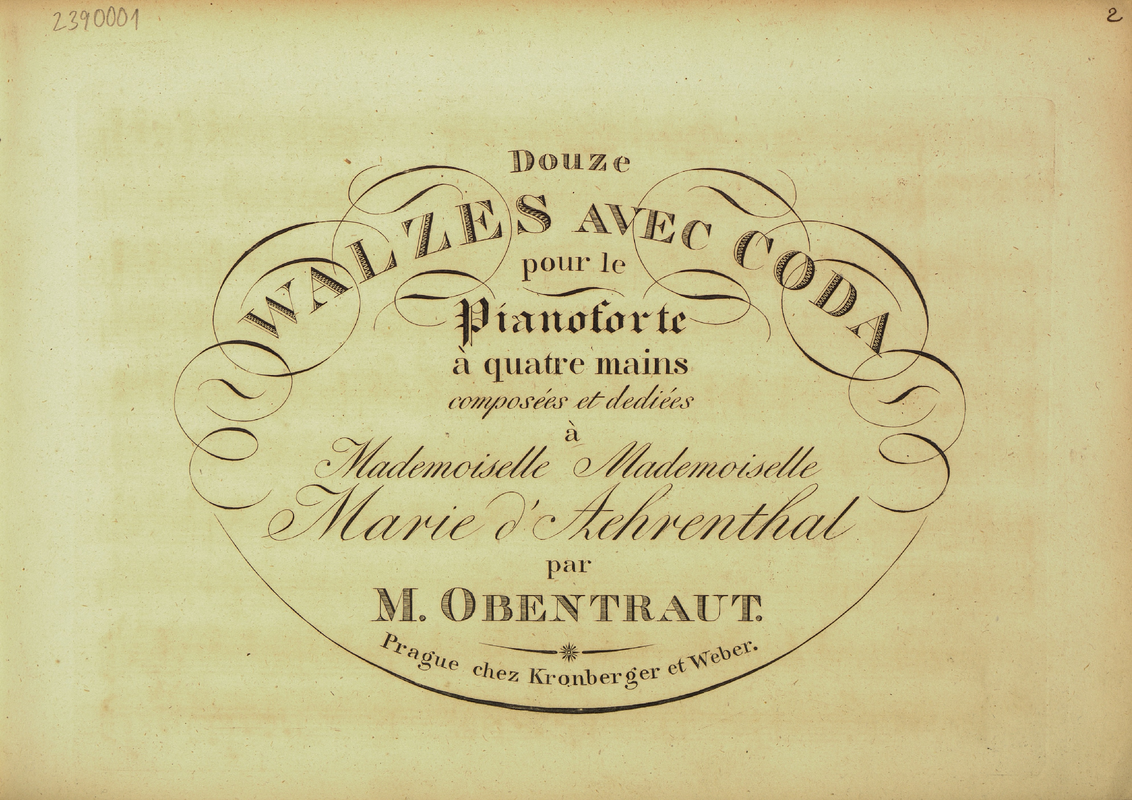 2390001
2
Douze
WALZES AVEC CODA
pour le
Pianoforte
à quatre mains
composées et dediées
à
Mademoiselle Mademoiselle
Marie d'Aehrenthal
par
M. OBENTRAUT.
Prague chez Kronberger et Weber.